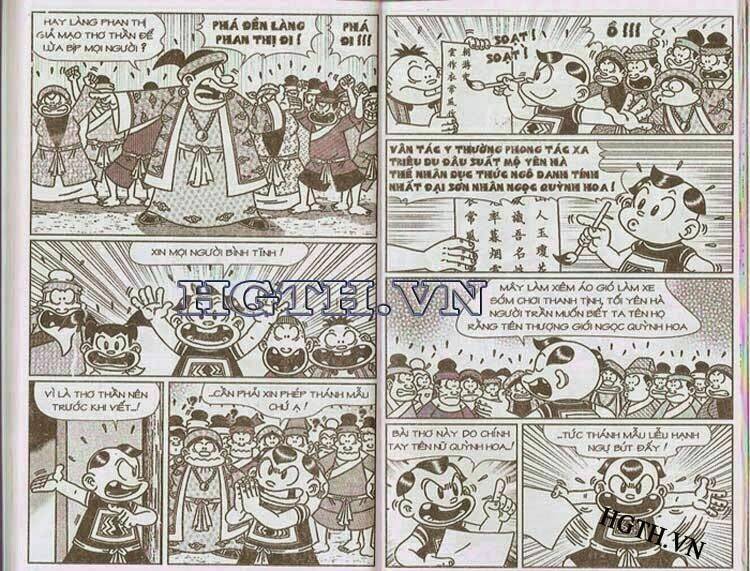 HAY LÀNG PHAN THỊ
GIẢ MẠO THƠ THẦN ĐỂ
LỪA BỊP MỌI NGƯỜI?
PHÁ ĐỀN LÀNG
PHAN THỊ ĐI!
PHÁ
ĐI!!!
XIN MỌI NGƯỜI BÌNH TĨNH!
VÌ LÀ THƠ THẦN NÊN
TRƯỚC KHI VIẾT...!
...CẦN PHẢI XIN PHÉP THÁNH MẪU
CHỨ Ạ!
SOẠT!
SOẠT!
Ồ!!!
VÂN TÁC Y THƯỜNG PHONG TÁC XA
TRIÊU DU ĐÂU SUẤT MỘ YÊN HÀ
THẾ NHÂN DỤC THỨC NGÔ DANH TÍNH
NHẤT ĐẠI SƠN NHÂN NGỌC QUỲNH HOA!
MÂY LÀM XIÊM ÁO GIÓ LÀM XE
SỚM CHƠI THANH TỊNH, TỐI YÊN HÀ
NGƯỜI TRẦN MUỐN BIẾT TA TÊN HỌ
RẰNG TIÊN THƯỢNG GIỚI NGỌC QUỲNH HOA
BÀI THƠ NÀY DO CHÍNH
TAY TIÊN NỮ QUỲNH HOA...
...TỨC THÁNH MẪU LIỄU HẠNH
NGỰ BÚT ĐẤY!
HGTH.VN
HGTH.VN